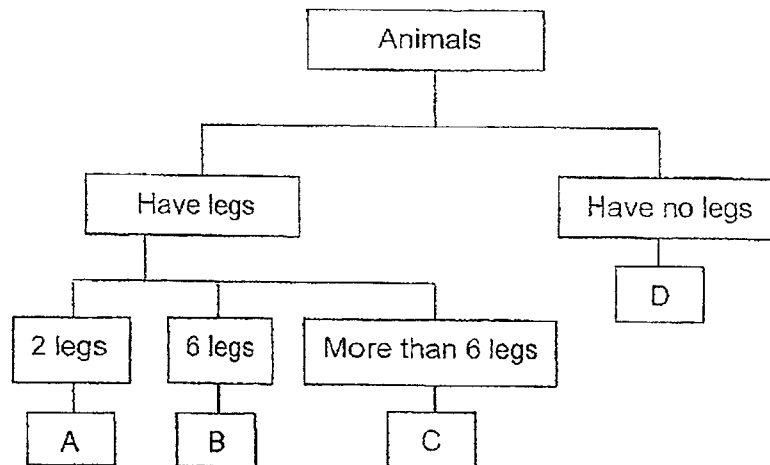 Animals
Have legs
Have no legs
D
2 legs
6 legs
More than 6 legs
A
B
C